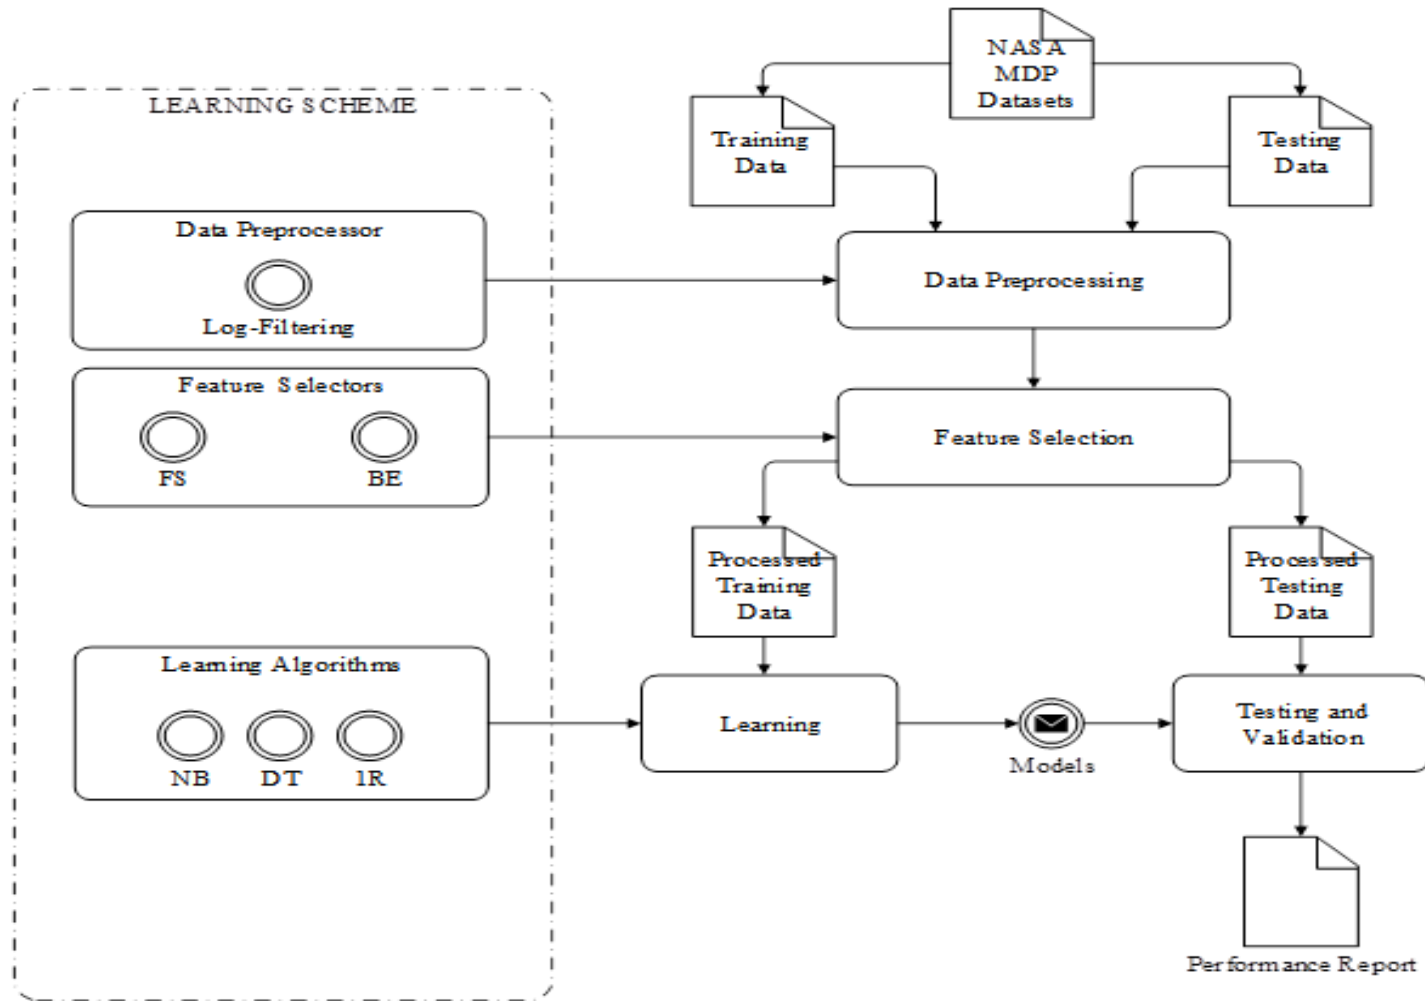 NASA
MDP
Datasets
LEARNING SCHEME
Training
Data
Testing
Data
Data Preprocessor
Log-Filtering
Data Preprocessing
Feature Selectors
FS
BE
Feature Selection
Processed
Training
Data
Processed
Testing
Data
Learning Algorithms
NB
DT
1R
Learning
Models
Testing and
Validation
Performance Report